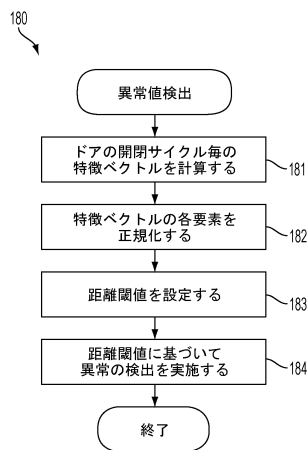 180
異常値検出
ドアの開閉サイクル毎の
特徴ベクトルを計算する
181
特徴ベクトルの各要素を
正規化する
182
距離閾値を設定する
183
距離閾値に基づいて
異常の検出を実施する
184
終了